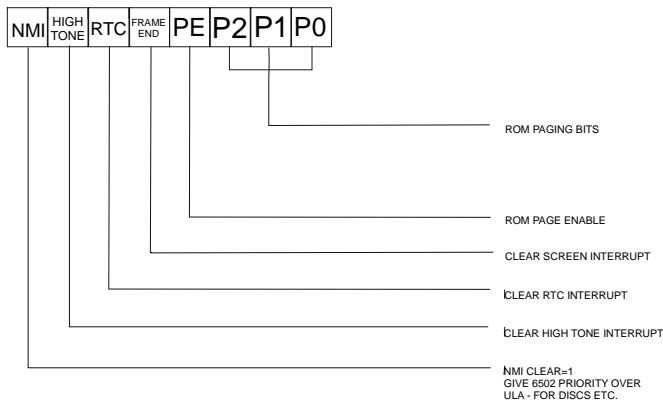 NMI HIGH TONE RTC FRAME END PE P2 P1 P0
ROM PAGING BITS
ROM PAGE ENABLE
CLEAR SCREEN INTERRUPT
CLEAR RTC INTERRUPT
CLEAR HIGH TONE INTERRUPT
NMI CLEAR=1
GIVE 6502 PRIORITY OVER
ULA - FOR DISCS ETC.